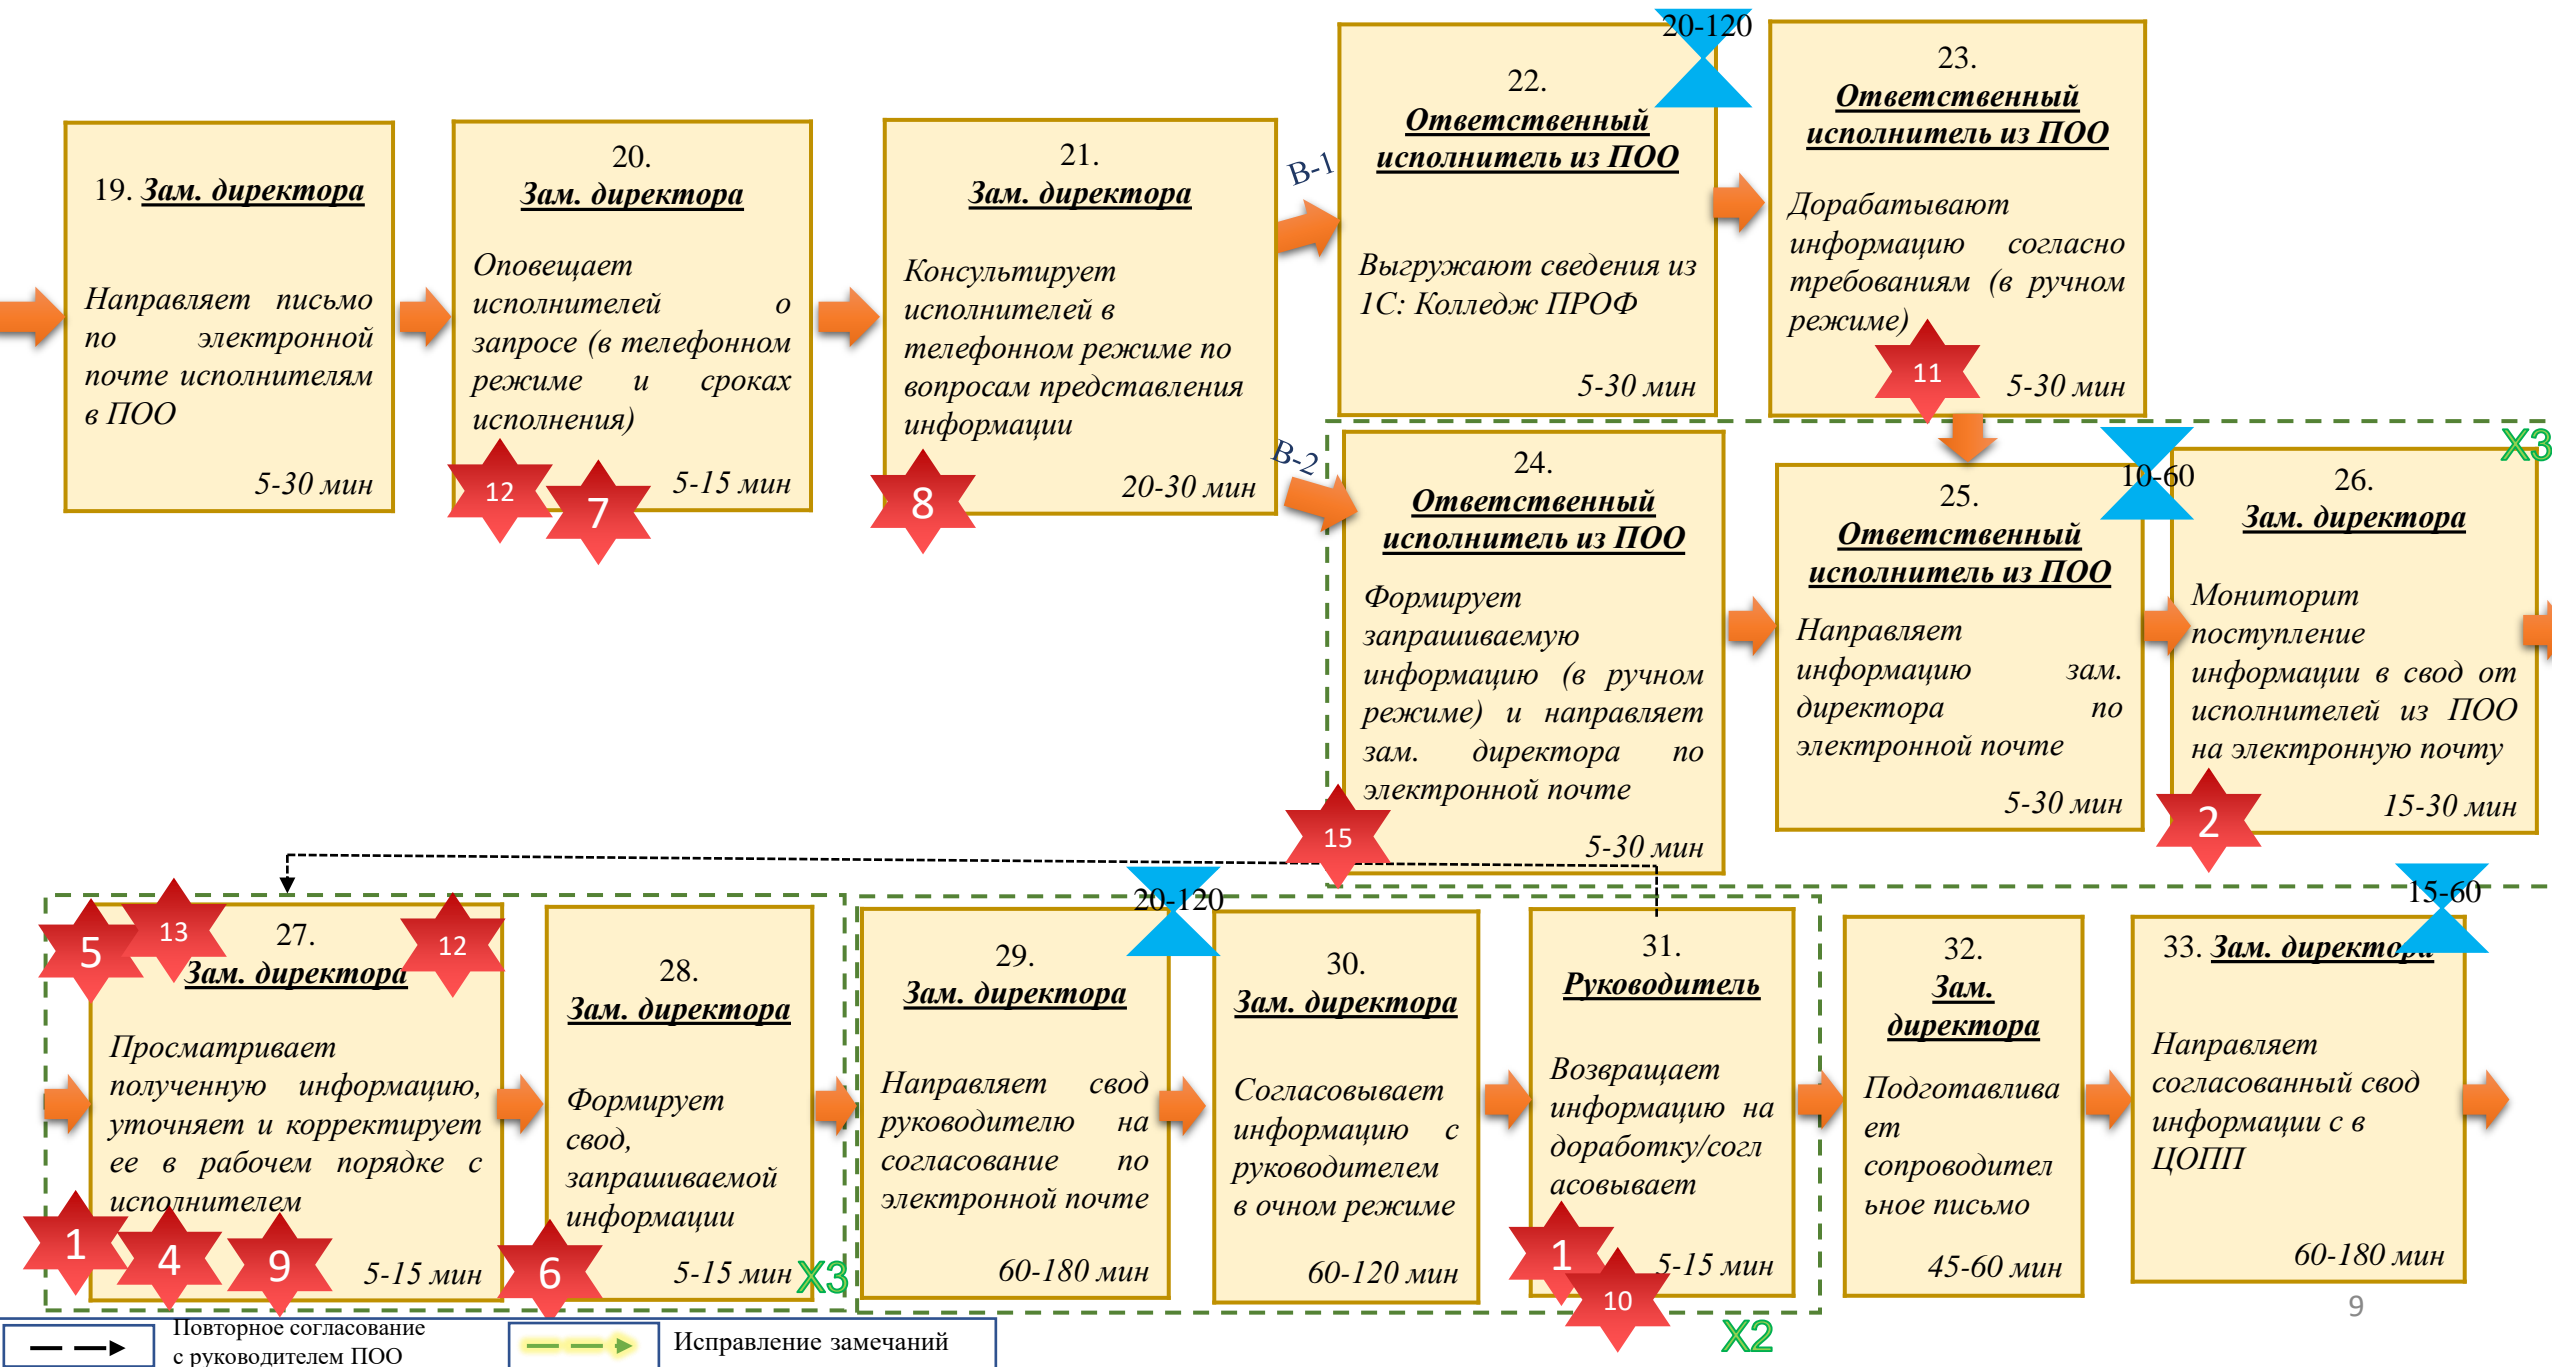 19. Зам. директора
Направляет письмо
по электронной
почте исполнителям
в ПОО
5-30 мин
20.
Зам. директора
Оповещает
исполнителей о
запросе (в телефонном
режиме и сроках
исполнения)
5-15 мин
12
7
21.
Зам. директора
Консультирует
исполнителей в
телефонном режиме по
вопросам представления
информации
20-30 мин
8
В-1
В-2
20-120
22.
Ответственный
исполнитель из ПОО
Выгружают сведения из
1С: Колледж ПРОФ
5-30 мин
23.
Ответственный
исполнитель из ПОО
Дорабатывают
информацию согласно
требованиям (в ручном
режиме)
11
5-30 мин
X3
24.
Ответственный
исполнитель из ПОО
Формирует
запрашиваемую
информацию (в ручном
режиме) и направляет
зам. директора по
электронной почте
15
5-30 мин
10-60
25.
Ответственный
исполнитель из ПОО
Направляет
информацию зам.
директора по
электронной почте
5-30 мин
26.
Зам. директора
Мониторит
поступление
информации в свод от
исполнителей из ПОО
на электронную почту
2
15-30 мин
5
13
12
27.
Зам. директора
Просматривает
полученную информацию,
уточняет и корректирует
ее в рабочем порядке с
исполнителем
1
4
9
5-15 мин
28.
Зам. директора
Формирует
свод,
запрашиваемой
информации
6
5-15 мин
X3
20-120
29.
Зам. директора
Направляет свод
руководителю на
согласование по
электронной почте
60-180 мин
30.
Зам. директора
Согласовывает
информацию с
руководителем
в очном режиме
60-120 мин
31.
Руководитель
Возвращает
информацию на
доработку/согл
асовывает
1
10
5-15 мин
X2
32.
Зам.
директора
Подготавлива
ет
сопроводител
ьное письмо
45-60 мин
15-60
33. Зам. директора
Направляет
согласованный свод
информации с в
ЦОПП
60-180 мин
9
Повторное согласование
с руководителем ПОО
Исправление замечаний